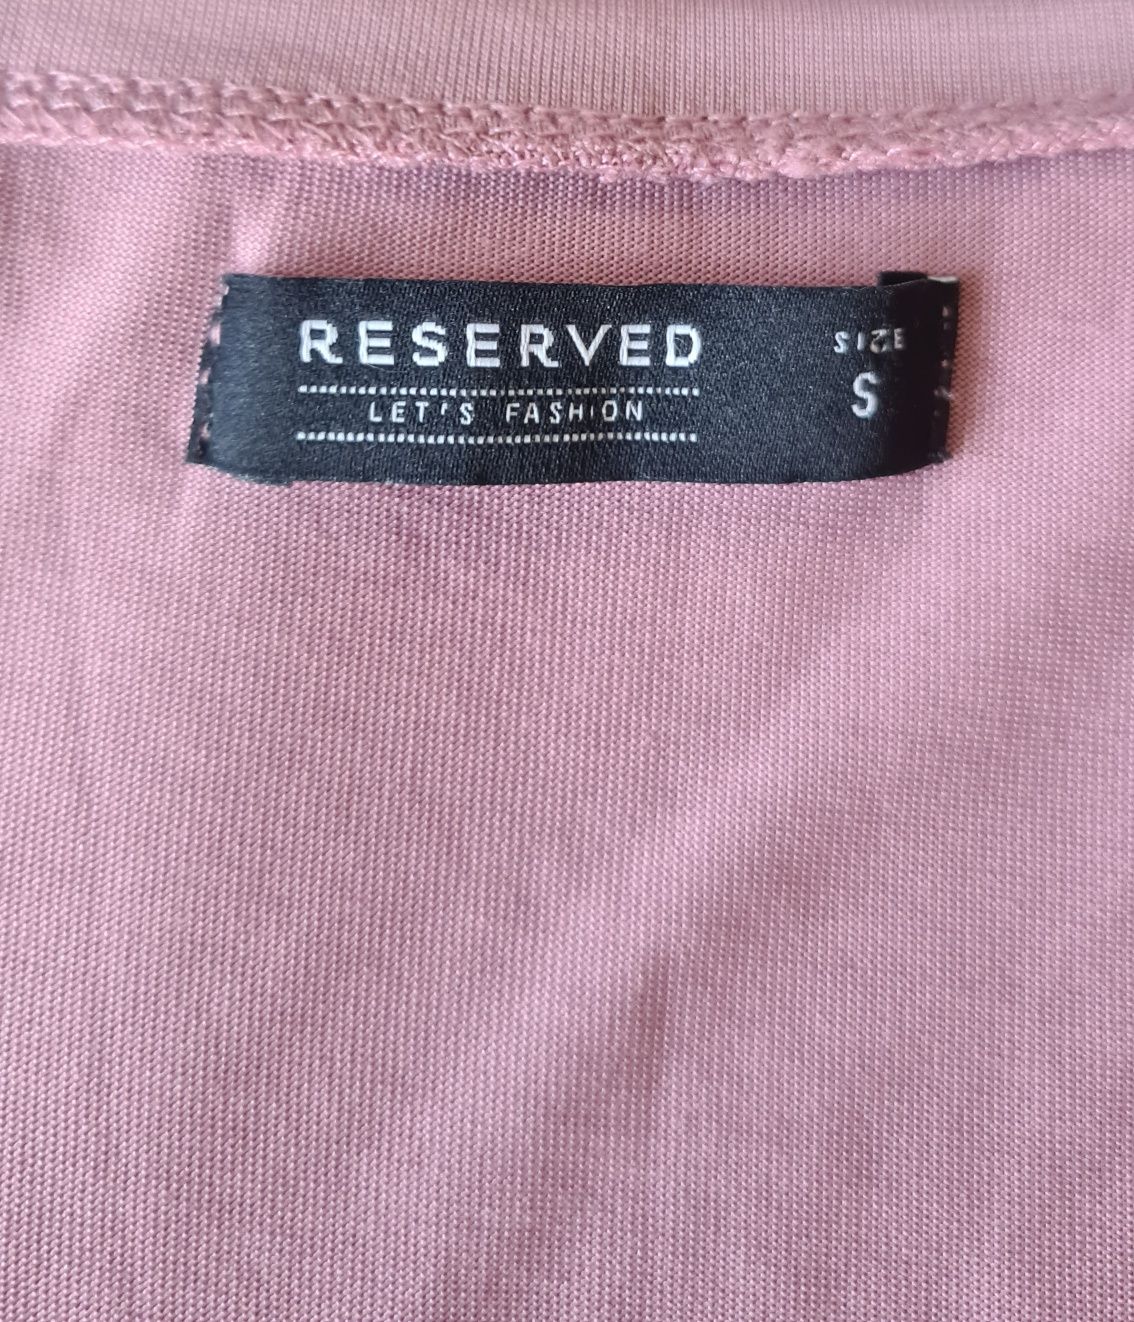 RESERVED
LET'S FASHION
SIZE
S